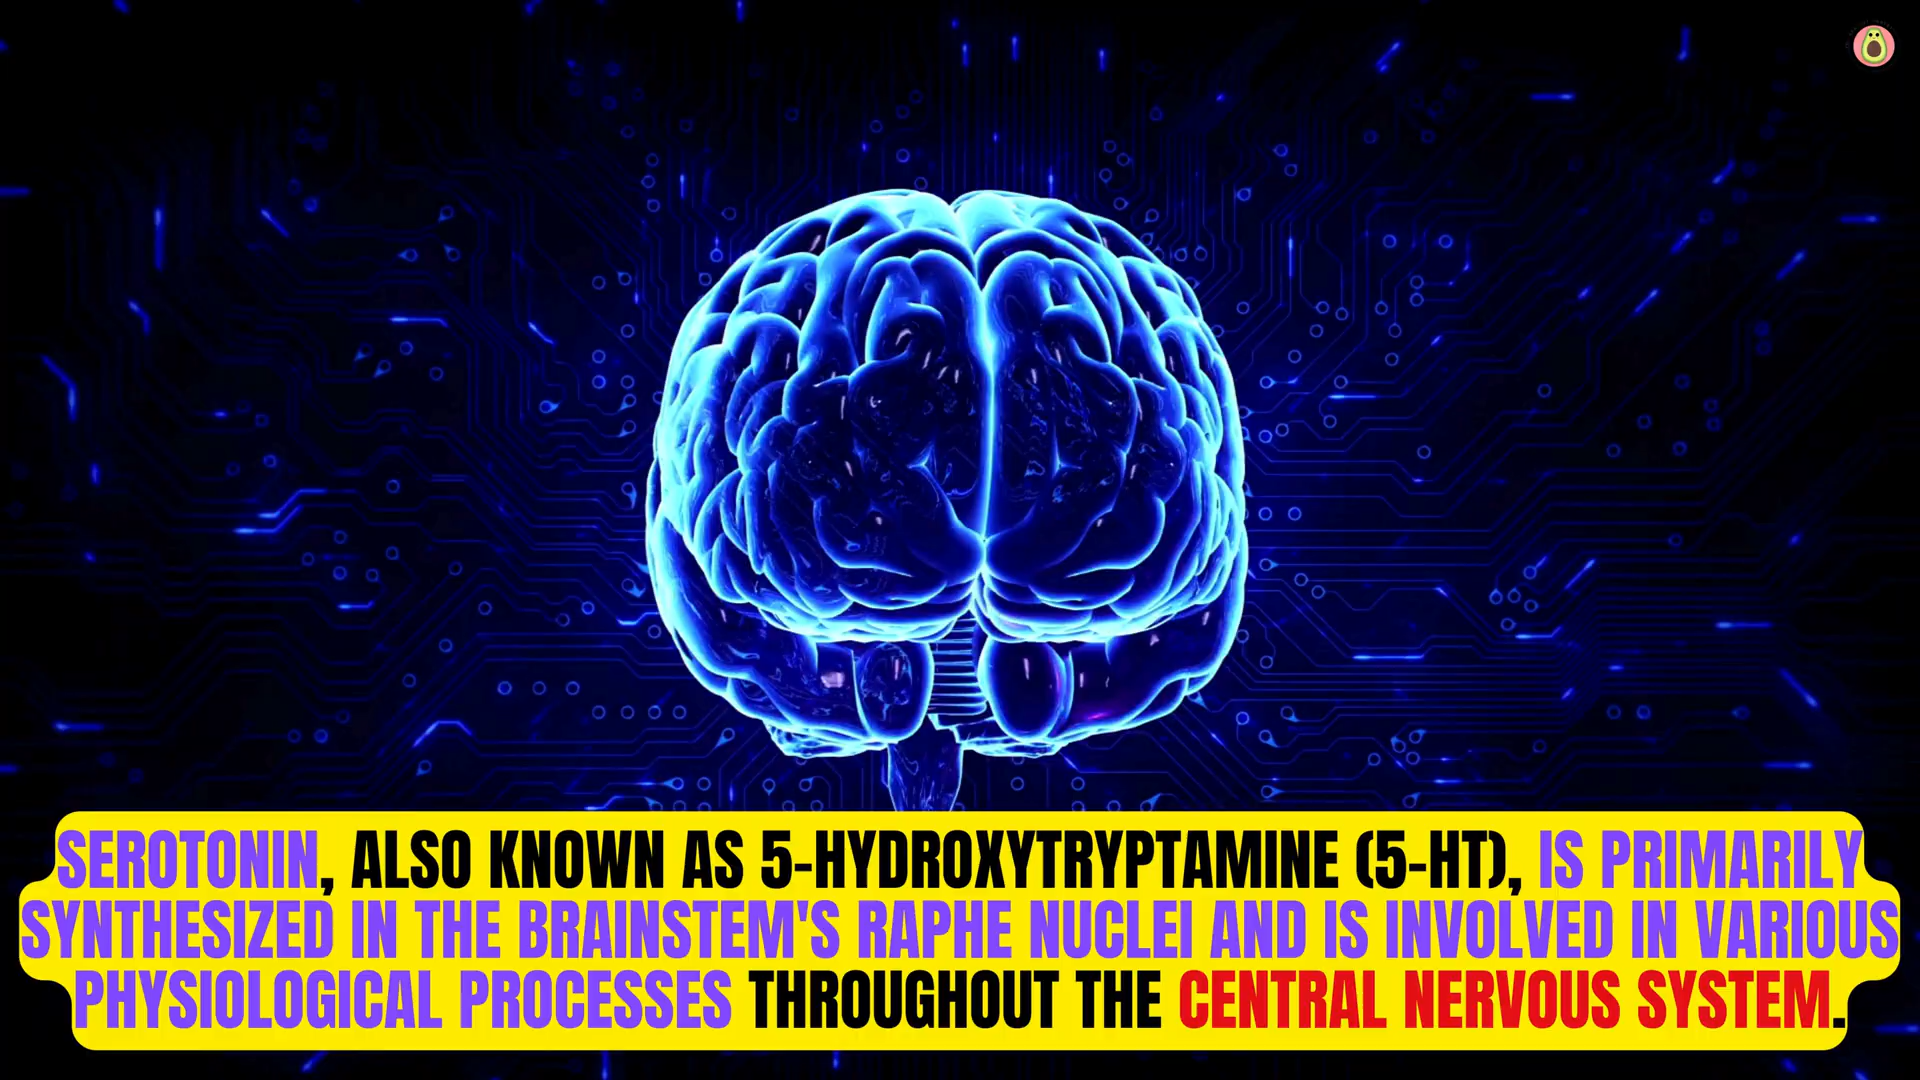 SEROTONIN, ALSO KNOWN AS 5-HYDROXYTRYPTAMINE (5-HT), IS PRIMARILY
SYNTHESIZED IN THE BRAINSTEM'S RAPHE NUCLEI AND IS INVOLVED IN VARIOUS
PHYSIOLOGICAL PROCESSES THROUGHOUT THE CENTRAL NERVOUS SYSTEM.